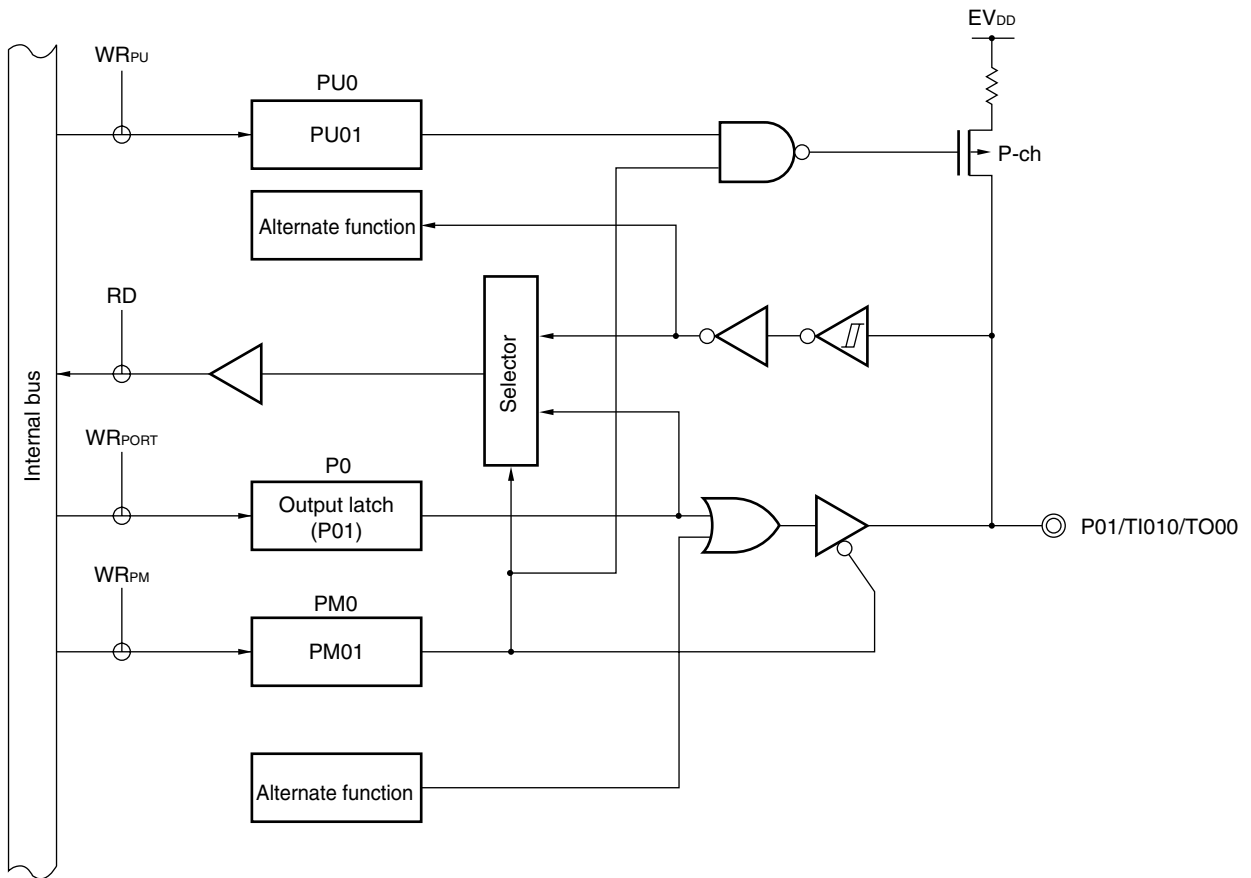 EVDD
WRPU
PU0
PU01
P-ch
Alternate function
RD
Selector
Internal bus
WRPORT
P0
Output latch
(P01)
P01/TI010/TO00
WRPM
PM0
PM01
Alternate function